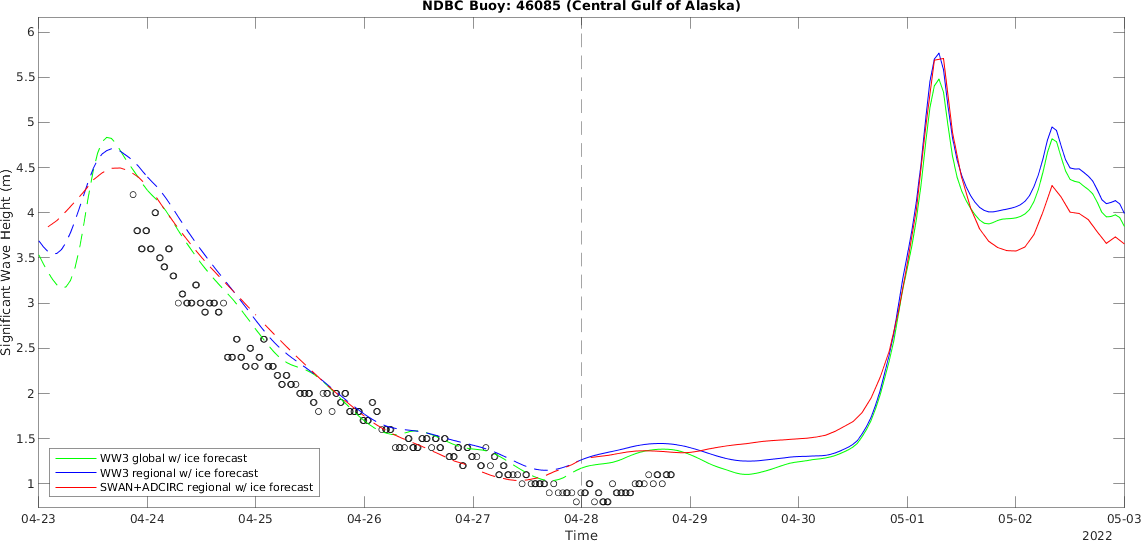 NDBC Buoy: 46085 (Central Gulf of Alaska)
6
5.5
5
4.5
4
3.5
3
2.5
2
1.5
1
Significant Wave Height (m)
WW3 global w/ ice forecast
WW3 regional w/ ice forecast
SWAN+ADCIRC regional w/ ice forecast
04-23 04-24 04-25 04-26 04-27 04-28 04-29 04-30 05-01 05-02 05-03
Time
2022